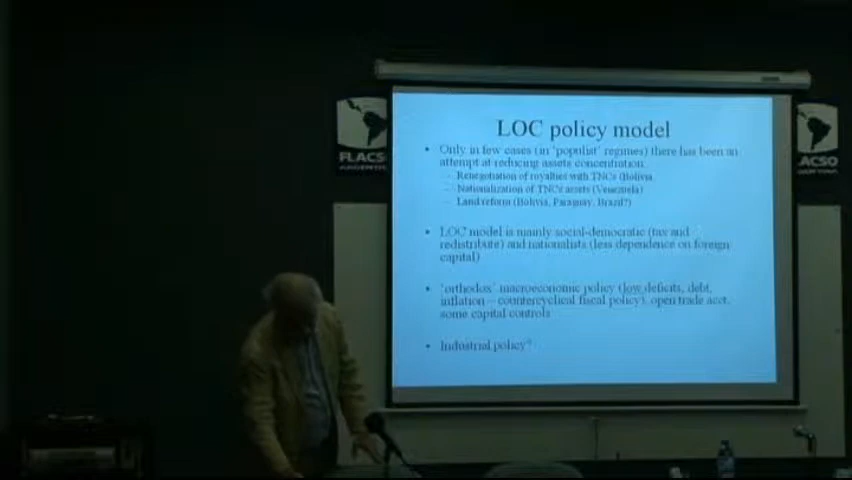 LOC policy model
• Only in few cases (in ‘populist’ regimes) there has been an
attempt at reducing assets concentration:
– Renegotiation of royalties with TNCs (Bolivia
– Nationalization of TNCs assets (Venezuela)
– Land reform (Bolivia, Paraguay, Brazil?)
• LOC model is mainly social-democratic (tax and
redistribute) and nationalists (less dependence on foreign
capital)
• ‘orthodox’ macroeconomic policy (low deficits, debt,
inflation – countercyclical fiscal policy), open trade acct,
some capital controls
• Industrial policy?
FLACSO
ARGENTINA
LACSO